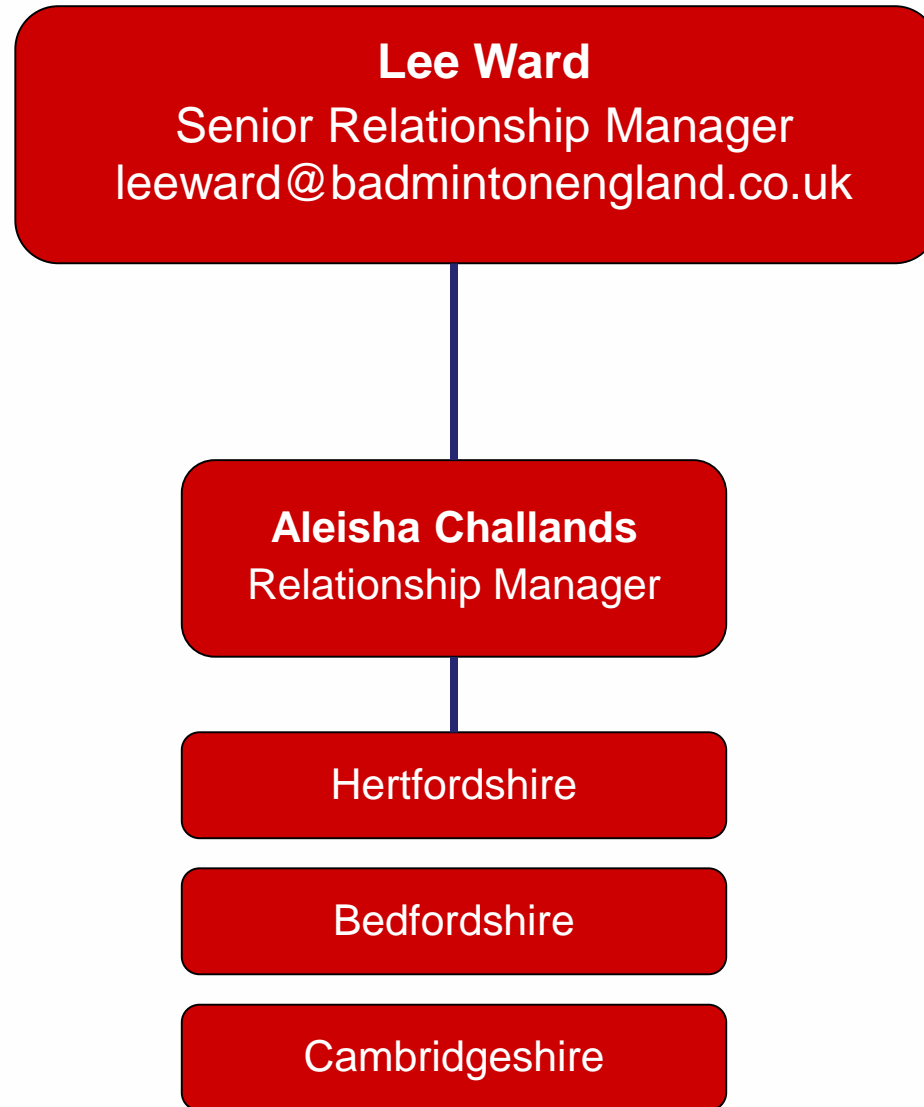 Lee Ward
Senior Relationship Manager
leeward@badmintonengland.co.uk
Aleisha Challands
Relationship Manager
Hertfordshire
Bedfordshire
Cambridgeshire